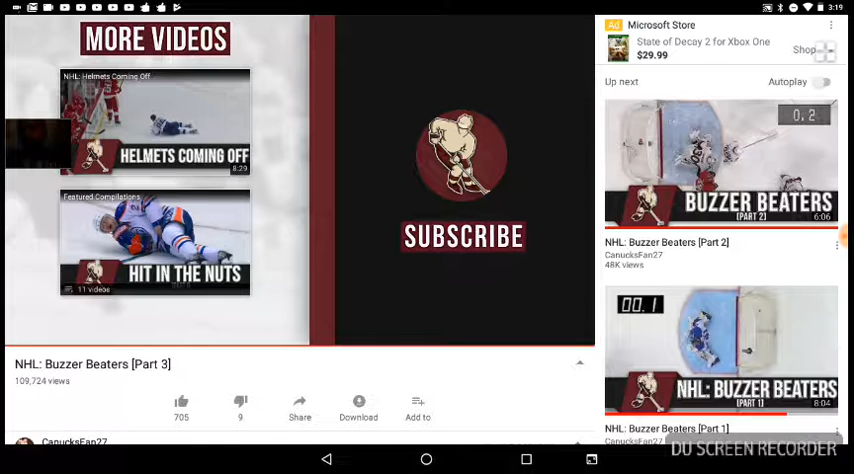 3:19
MORE VIDEOS
NHL: Helmets Coming Off
HELMETS COMING OFF
8:29
Featured Compilations
HIT IN THE NUTS
11 videos
SUBSCRIBE
NHL: Buzzer Beaters [Part 3]
109,724 views
705
9
Share
Download
Add to
CanucksFan27
Ad Microsoft Store
State of Decay 2 for Xbox One
$29.99
Shop
Up next
Autoplay
0.2
BUZZER BEATERS
[PART 2]
6:06
NHL: Buzzer Beaters [Part 2]
CanucksFan27
48K views
00.1
NHL: BUZZER BEATERS
[PART 1]
8:04
NHL: Buzzer Beaters [Part 1]
CanucksFan27
DU SCREEN RECORDER